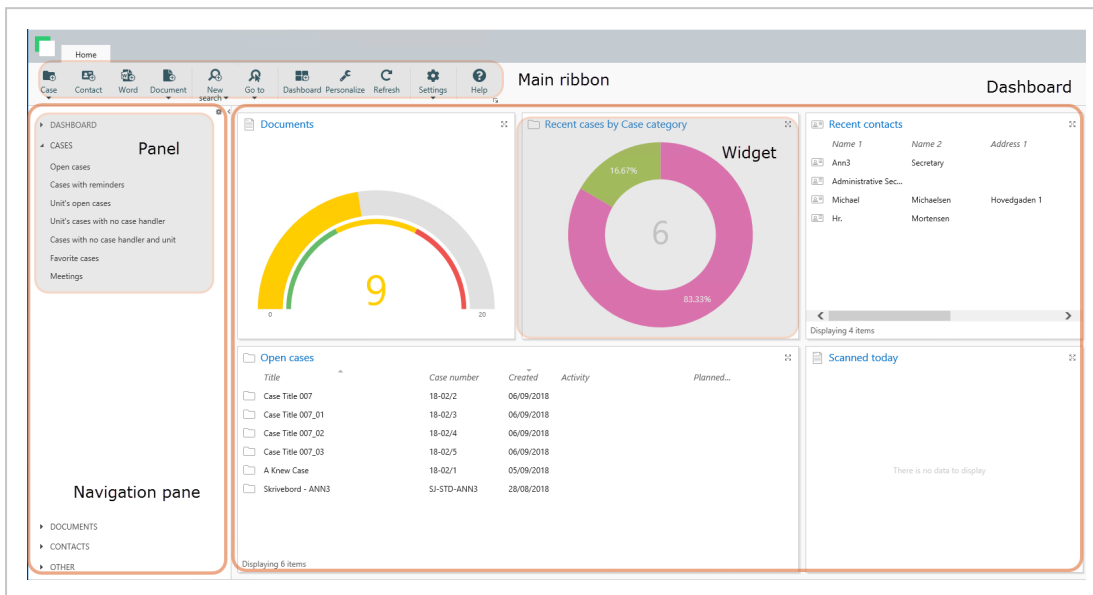 Home
Case
Contact
Word
Document
New search
Go to
Dashboard
Personalize
Refresh
Settings
Help
Main ribbon
Dashboard
DASHBOARD
CASES
Panel
Open cases
Cases with reminders
Unit's open cases
Unit's cases with no case handler
Cases with no case handler and unit
Favorite cases
Meetings
Navigation pane
DOCUMENTS
CONTACTS
OTHER
Documents
9
0
20
Recent cases by Case category
Widget
16.67%
6
83.33%
Recent contacts
Name 1 Name 2 Address 1
Ann3 Secretary
Administrative Sec...
Michael Michaelsen Hovedgaden 1
Hr. Mortensen
Displaying 4 items
Open cases
Title Case number Created Activity Planned...
Case Title 007 18-02/2 06/09/2018
Case Title 007_01 18-02/3 06/09/2018
Case Title 007_02 18-02/4 06/09/2018
Case Title 007_03 18-02/5 06/09/2018
A Knew Case 18-02/1 05/09/2018
Skrivebord - ANN3 SJ-STD-ANN3 28/08/2018
Displaying 6 items
Scanned today
There is no data to display